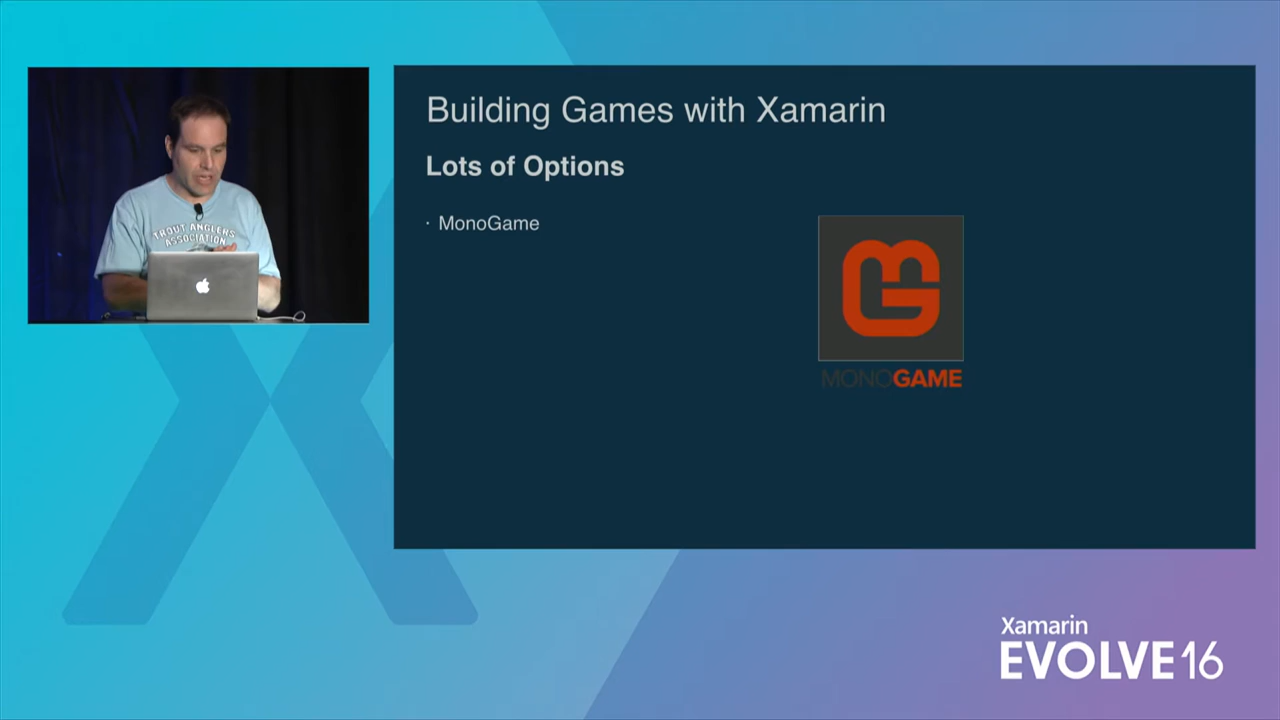 Building Games with Xamarin
Lots of Options
· MonoGame
TROUT ANGLERS
ASSOCIATION
MONOGAME
Xamarin
EVOLVE16